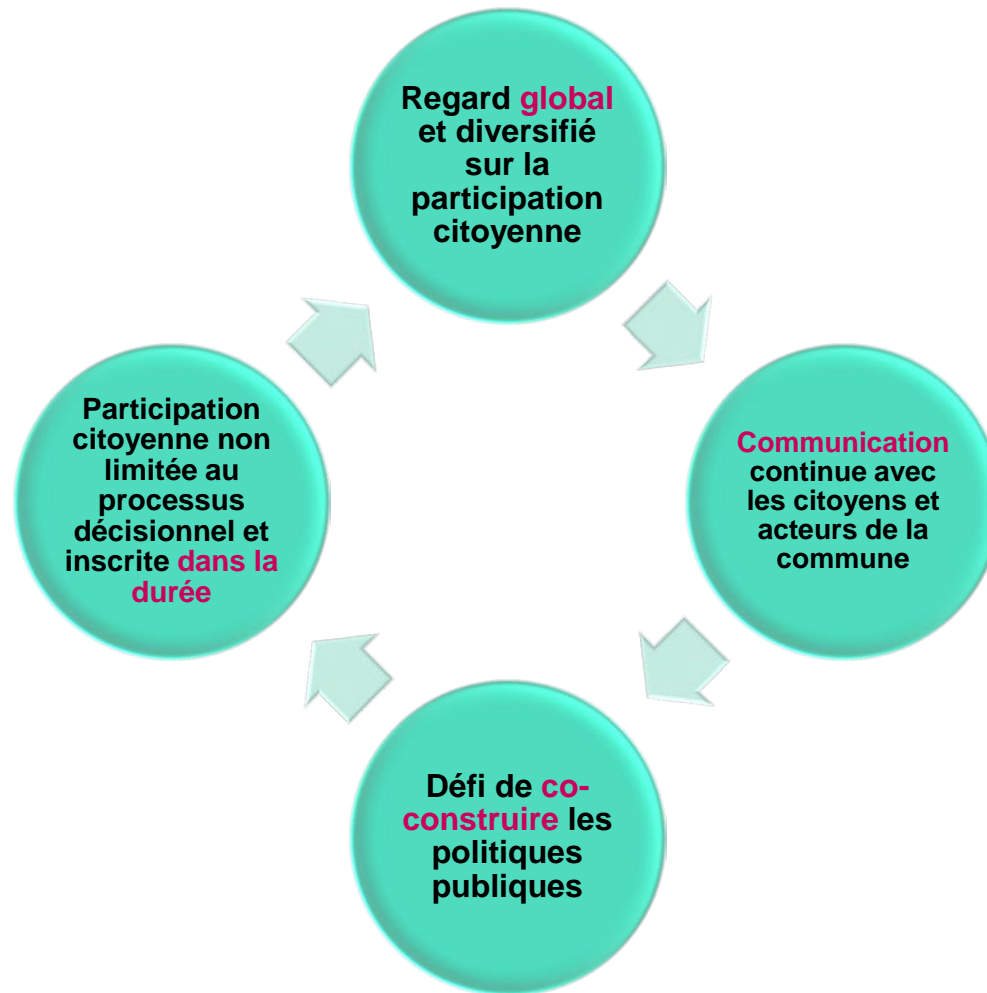 Regard global
et diversifié
sur la
participation
citoyenne
Communication
continue avec
les citoyens et
acteurs de la
commune
Défi de co-
construire les
politiques
publiques
Participation
citoyenne non
limitée au
processus
décisionnel et
inscrite dans la
durée